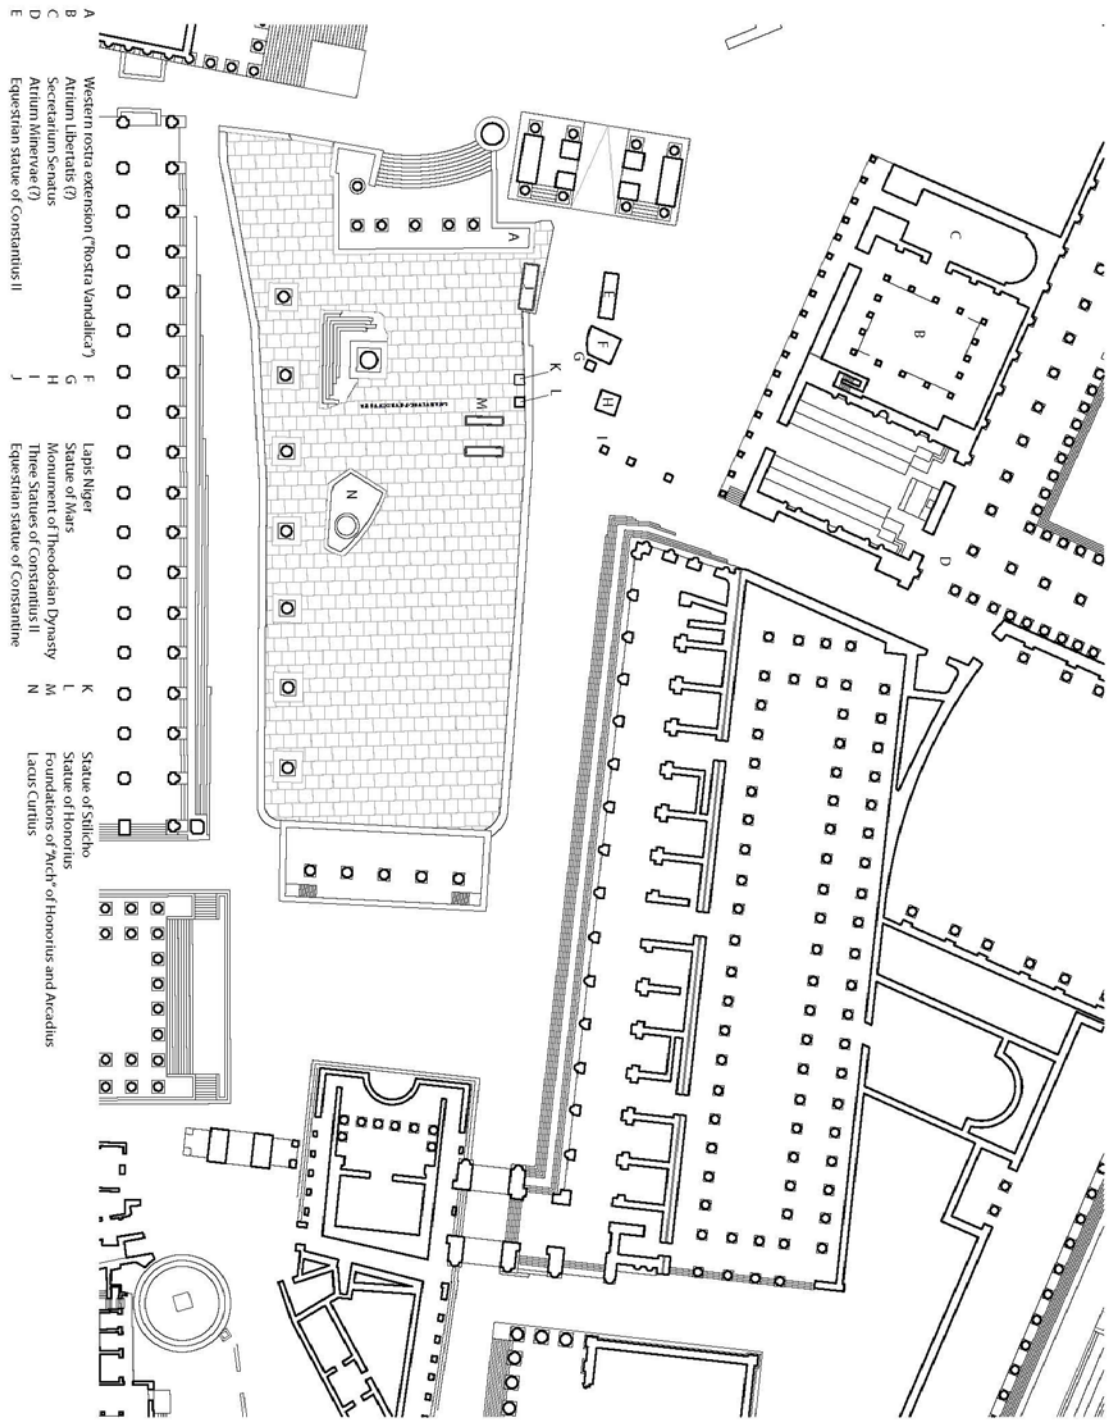 A Western rostra extension ("Rostra Vandalica")
B Atrium Libertatis (?)
C Secretarium Senatus
D Atrium Minervae (?)
E Equestrian statue of Constantius II
F Lapis Niger
G Statue of Mars
H Monument of Theodosian Dynasty
I Three Statues of Constantius II
J Equestrian statue of Constantine
K Statue of Stilicho
L Statue of Honorius
M Foundations of "Arch" of Honorius and Arcadius
N Lacus Curtius
A
J
E
F
G
H
I
K
L
M
N
C
B
D